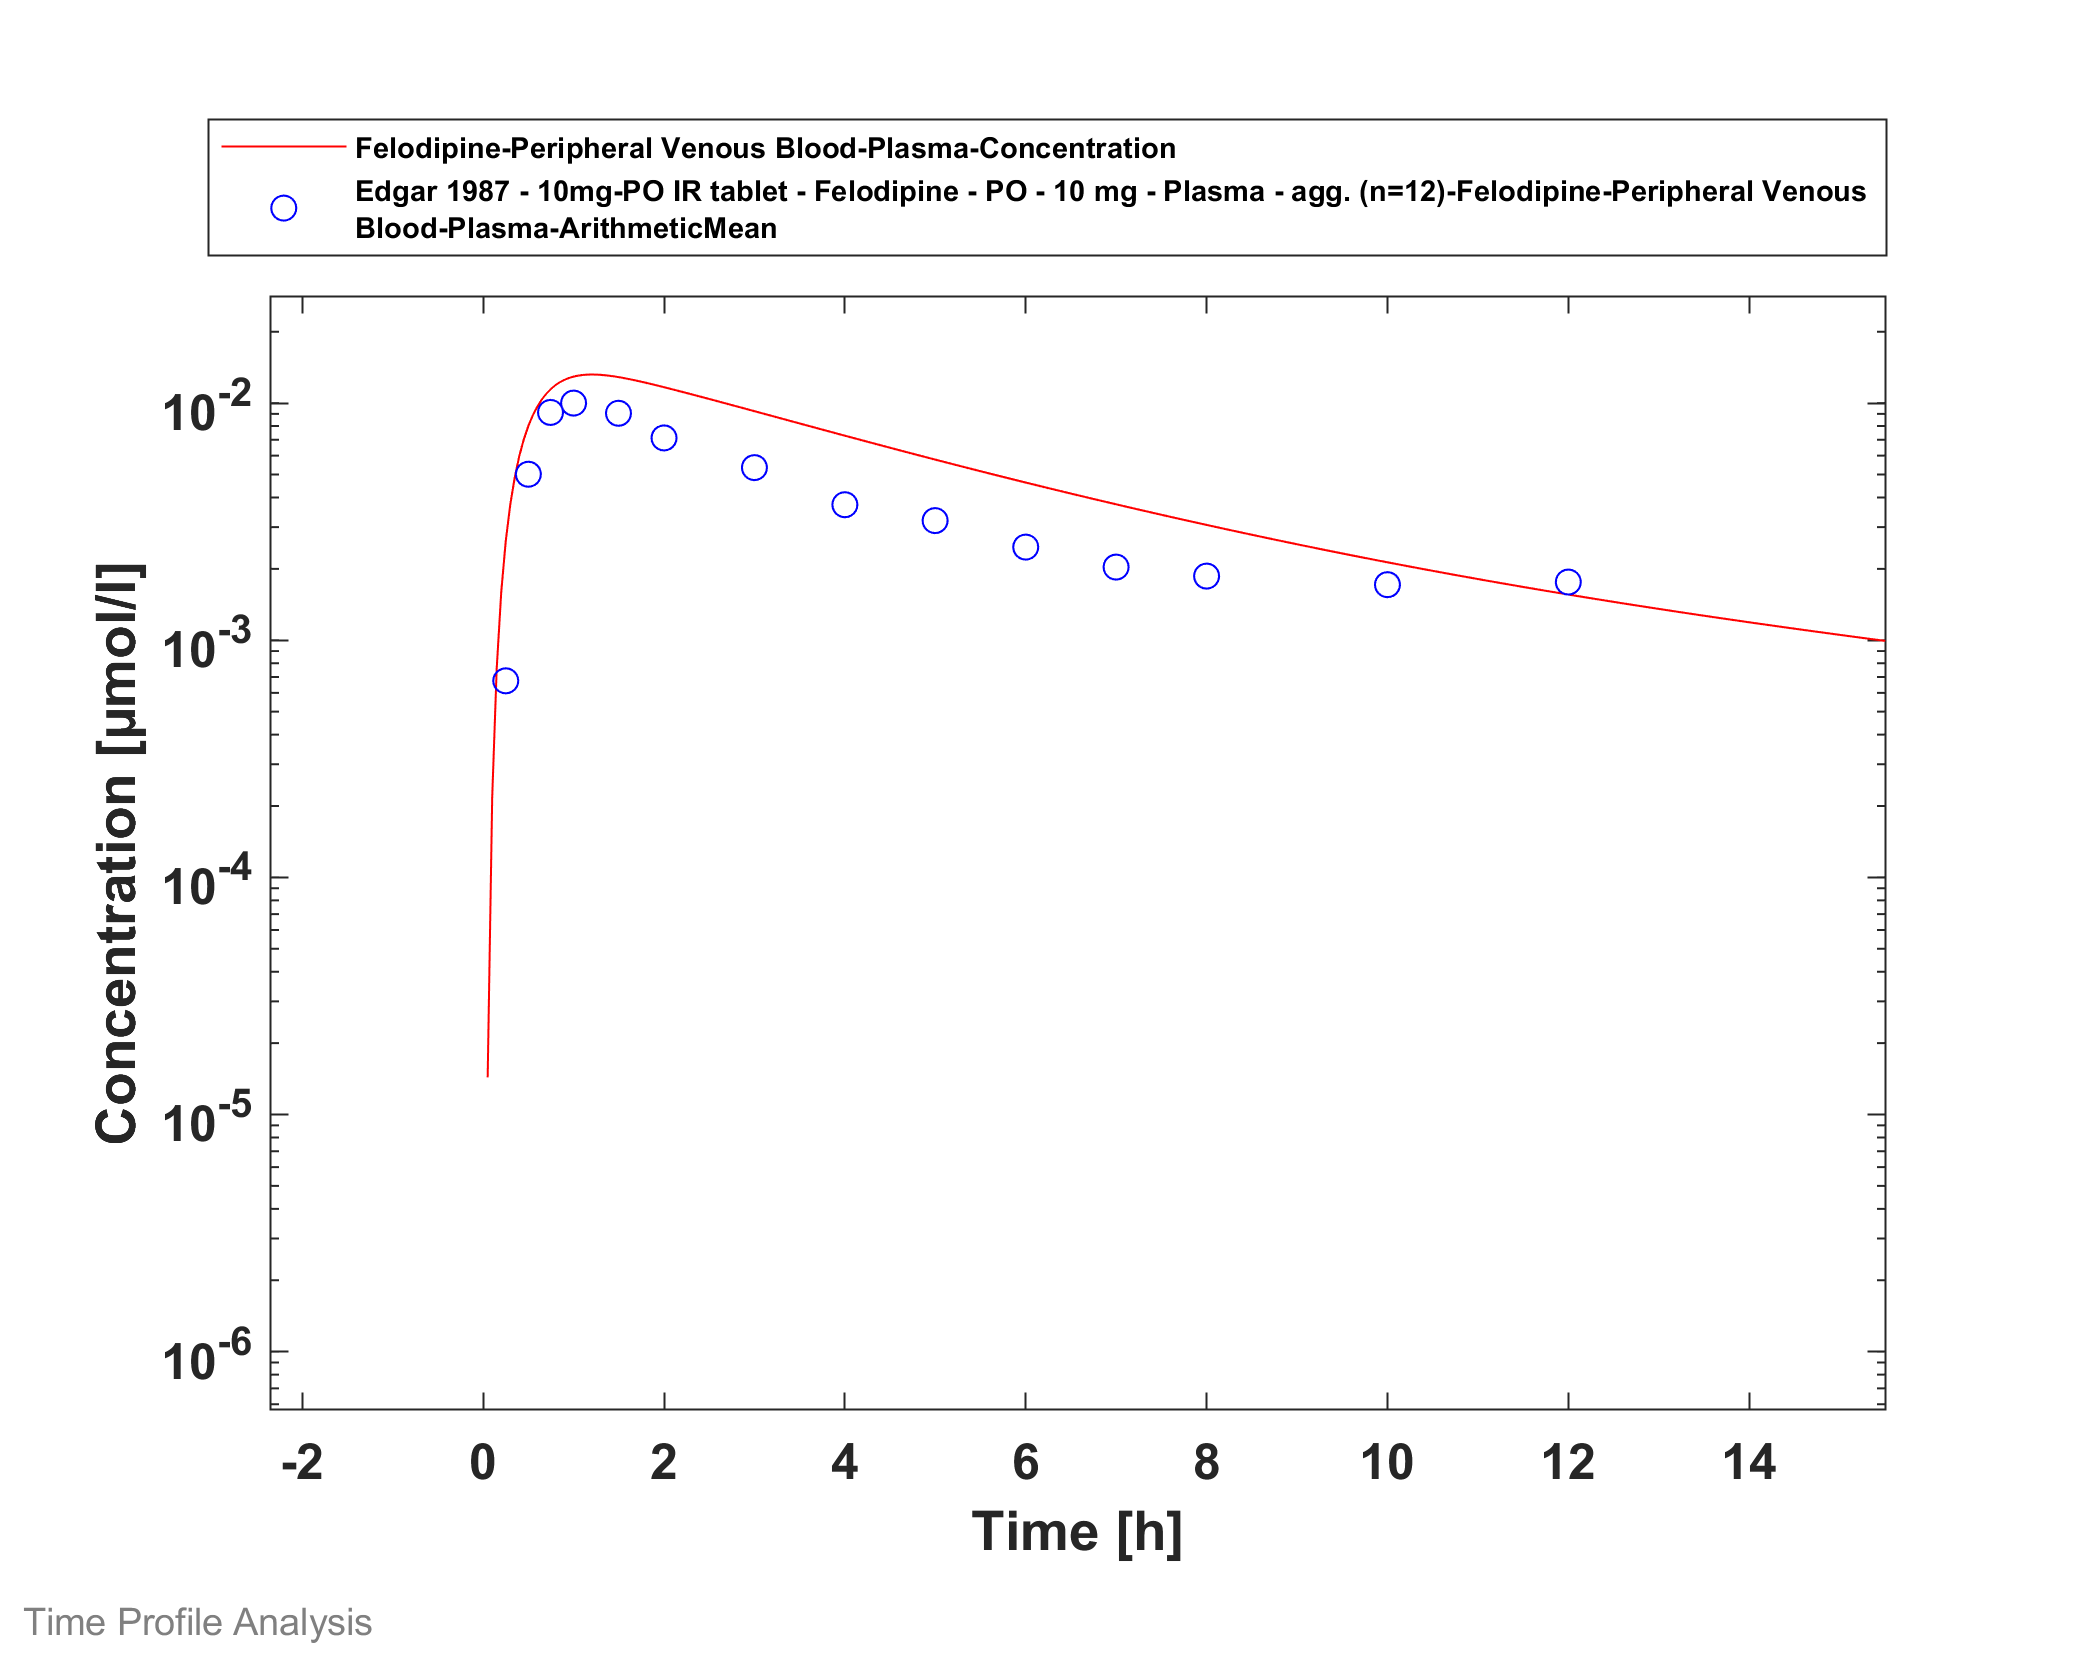 Felodipine-Peripheral Venous Blood-Plasma-Concentration
Edgar 1987 - 10mg-PO IR tablet - Felodipine - PO - 10 mg - Plasma - agg. (n=12)-Felodipine-Peripheral Venous
Blood-Plasma-ArithmeticMean
Concentration [µmol/l]
10-2
10-3
10-4
10-5
10-6
-2 0 2 4 6 8 10 12 14
Time [h]
Time Profile Analysis